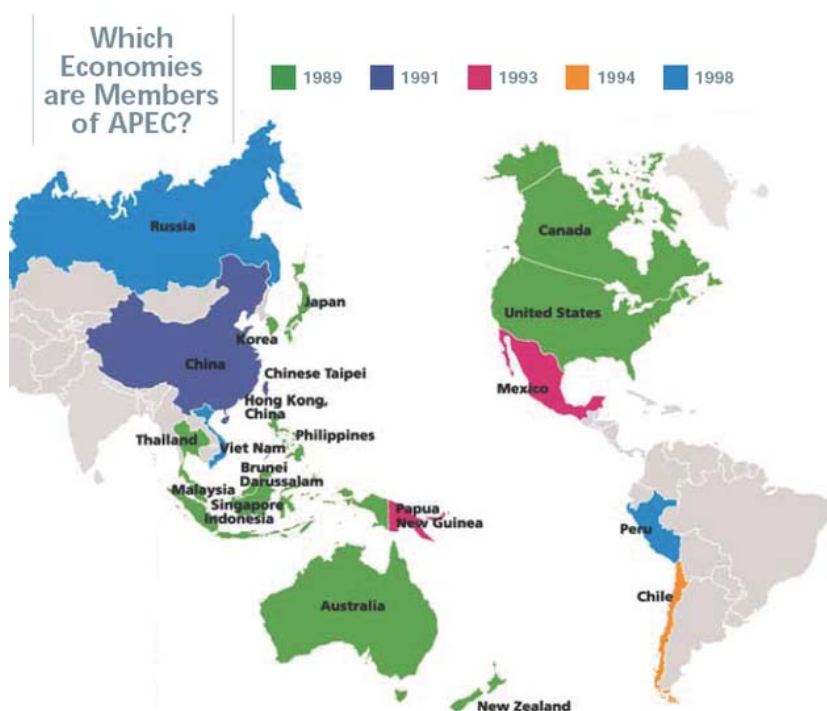 Which
Economies
are Members
of APEC?
1989
1991
1993
1994
1998
Russia
Canada
Japan
United States
Korea
China
Chinese Taipei
Mexico
Hong Kong,
China
Thailand
Philippines
Viet Nam
Brunei
Darussalam
Malaysia
Singapore
Indonesia
Papua
New Guinea
Peru
Chile
Australia
New Zealand